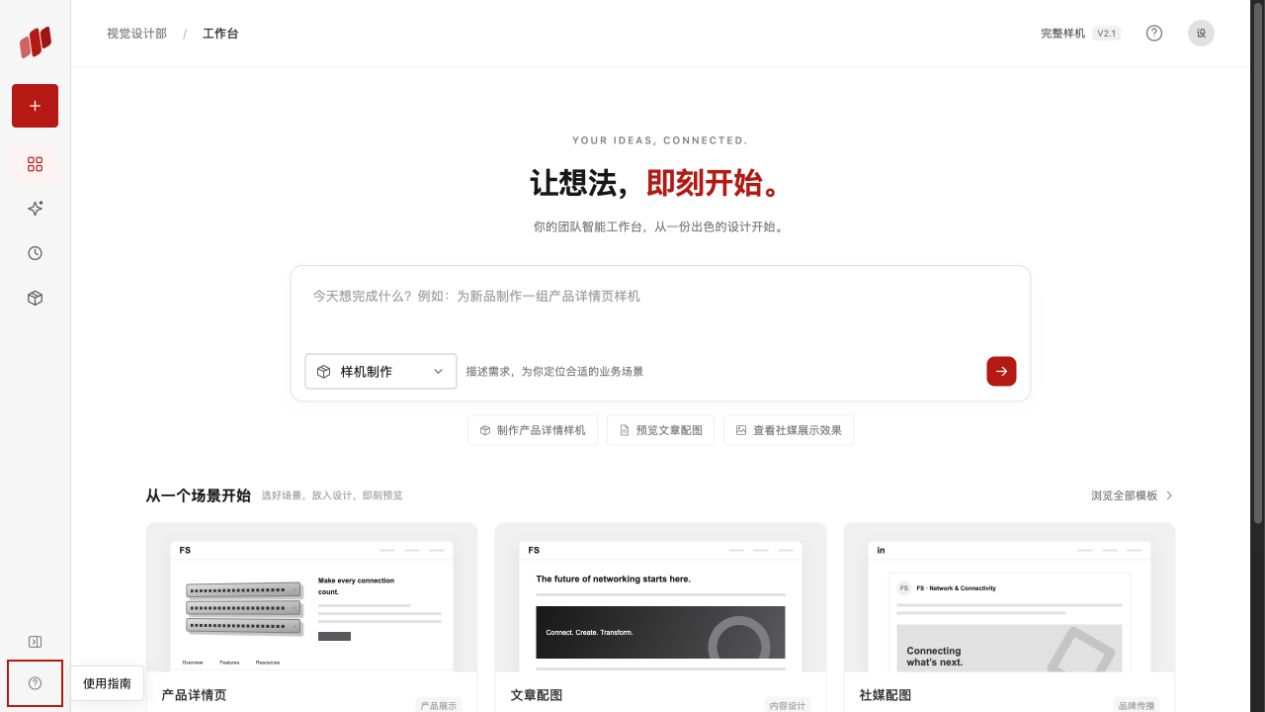 视觉设计部 / 工作台
完整样机 V2.1
设
YOUR IDEAS, CONNECTED.
让想法，即刻开始。
你的团队智能工作台，从一份出色的设计开始。
今天想完成什么？例如：为新品制作一组产品详情页样机
样机制作
描述需求，为你定位合适的业务场景
制作产品详情样机
预览文章配图
查看社媒展示效果
从一个场景开始 选好场景，放入设计，即刻预览
浏览全部模板
FS
Make every connection
count.
Overview Features Resources
产品详情页
产品展示
FS
The future of networking starts here.
Connect. Create. Transform.
文章配图
内容设计
in
FS FS · Network & Connectivity
Connecting
what's next.
社媒配图
品牌传播
使用指南